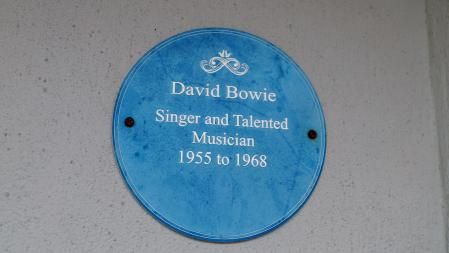 David Bowie
Singer and Talented
Musician
1955 to 1968